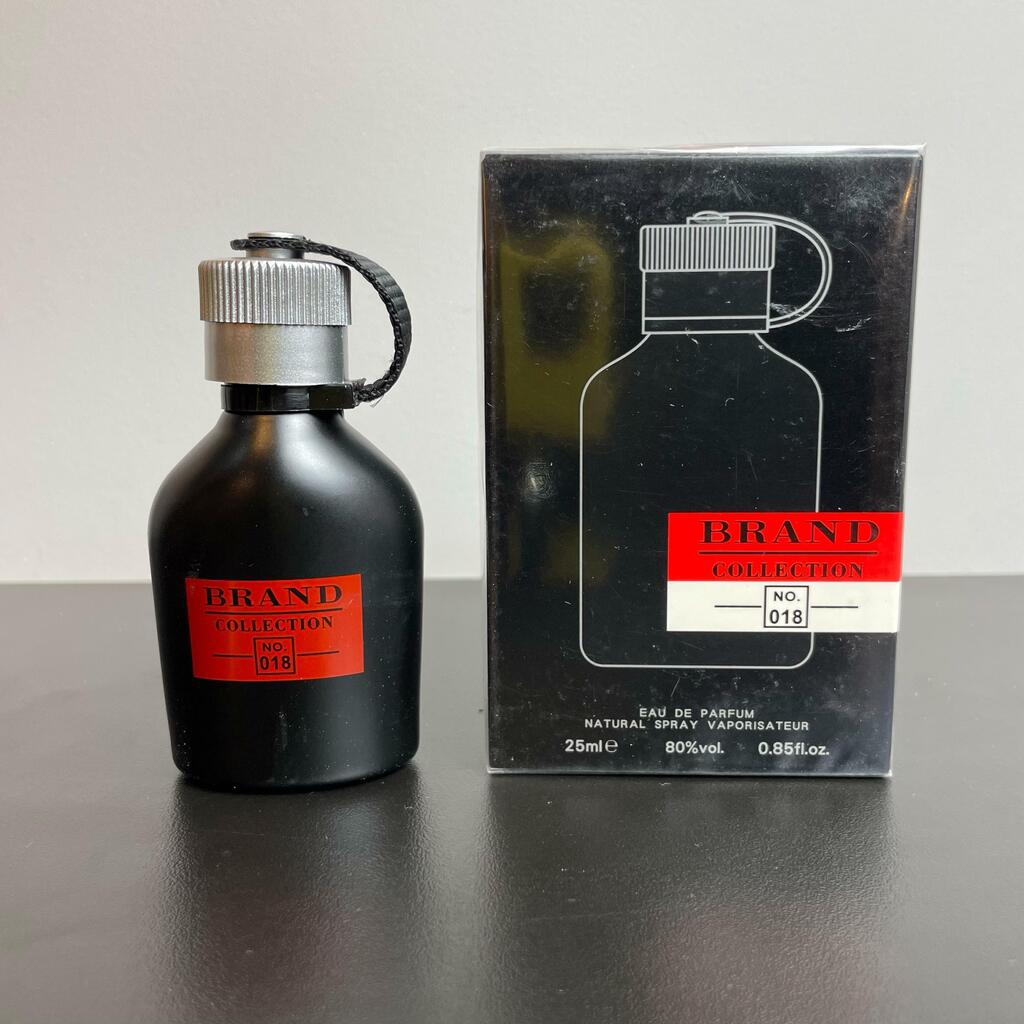 BRAND
COLLECTION
NO.
018
BRAND
COLLECTION
NO.
018
EAU DE PARFUM
NATURAL SPRAY VAPORISATEUR
25ml℮ 80%vol. 0.85fl.oz.